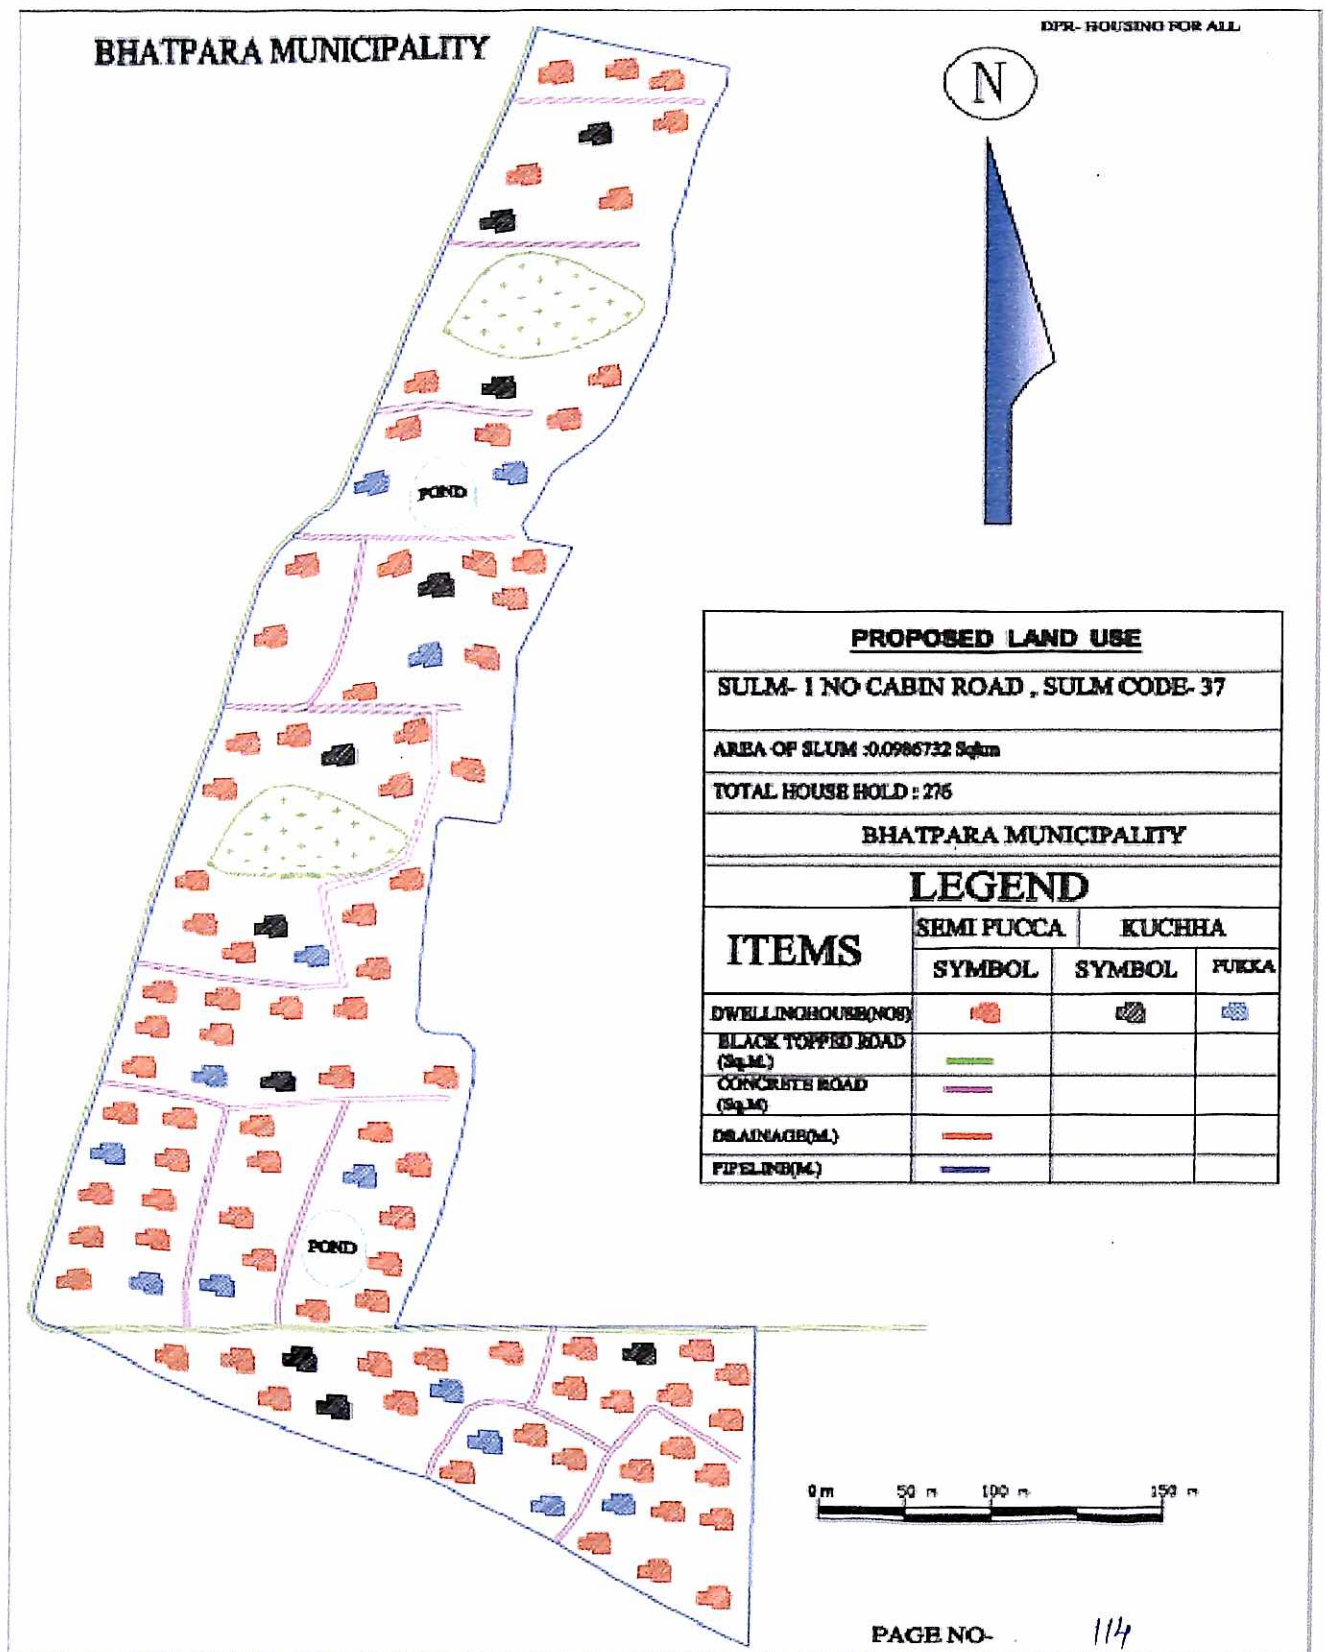 DPR- HOUSING FOR ALL
BHATPARA MUNICIPALITY
N
POND
PROPOSED LAND USE
SULM- 1 NO CABIN ROAD , SULM CODE- 37
AREA OF SLUM :0.0986732 Sqkm
TOTAL HOUSE HOLD : 276
BHATPARA MUNICIPALITY
LEGEND
ITEMS
SEMI PUCCA
KUCHHA
SYMBOL
SYMBOL
PUKKA
DWELLINGHOUSE(NOS)
BLACK TOPPED ROAD
(Sq.M.)
CONCRETE ROAD
(Sq.M)
DRAINAGE(M.)
PIPELINE(M.)
POND
0 m 50 m 100 m 150 m
PAGE NO- 114